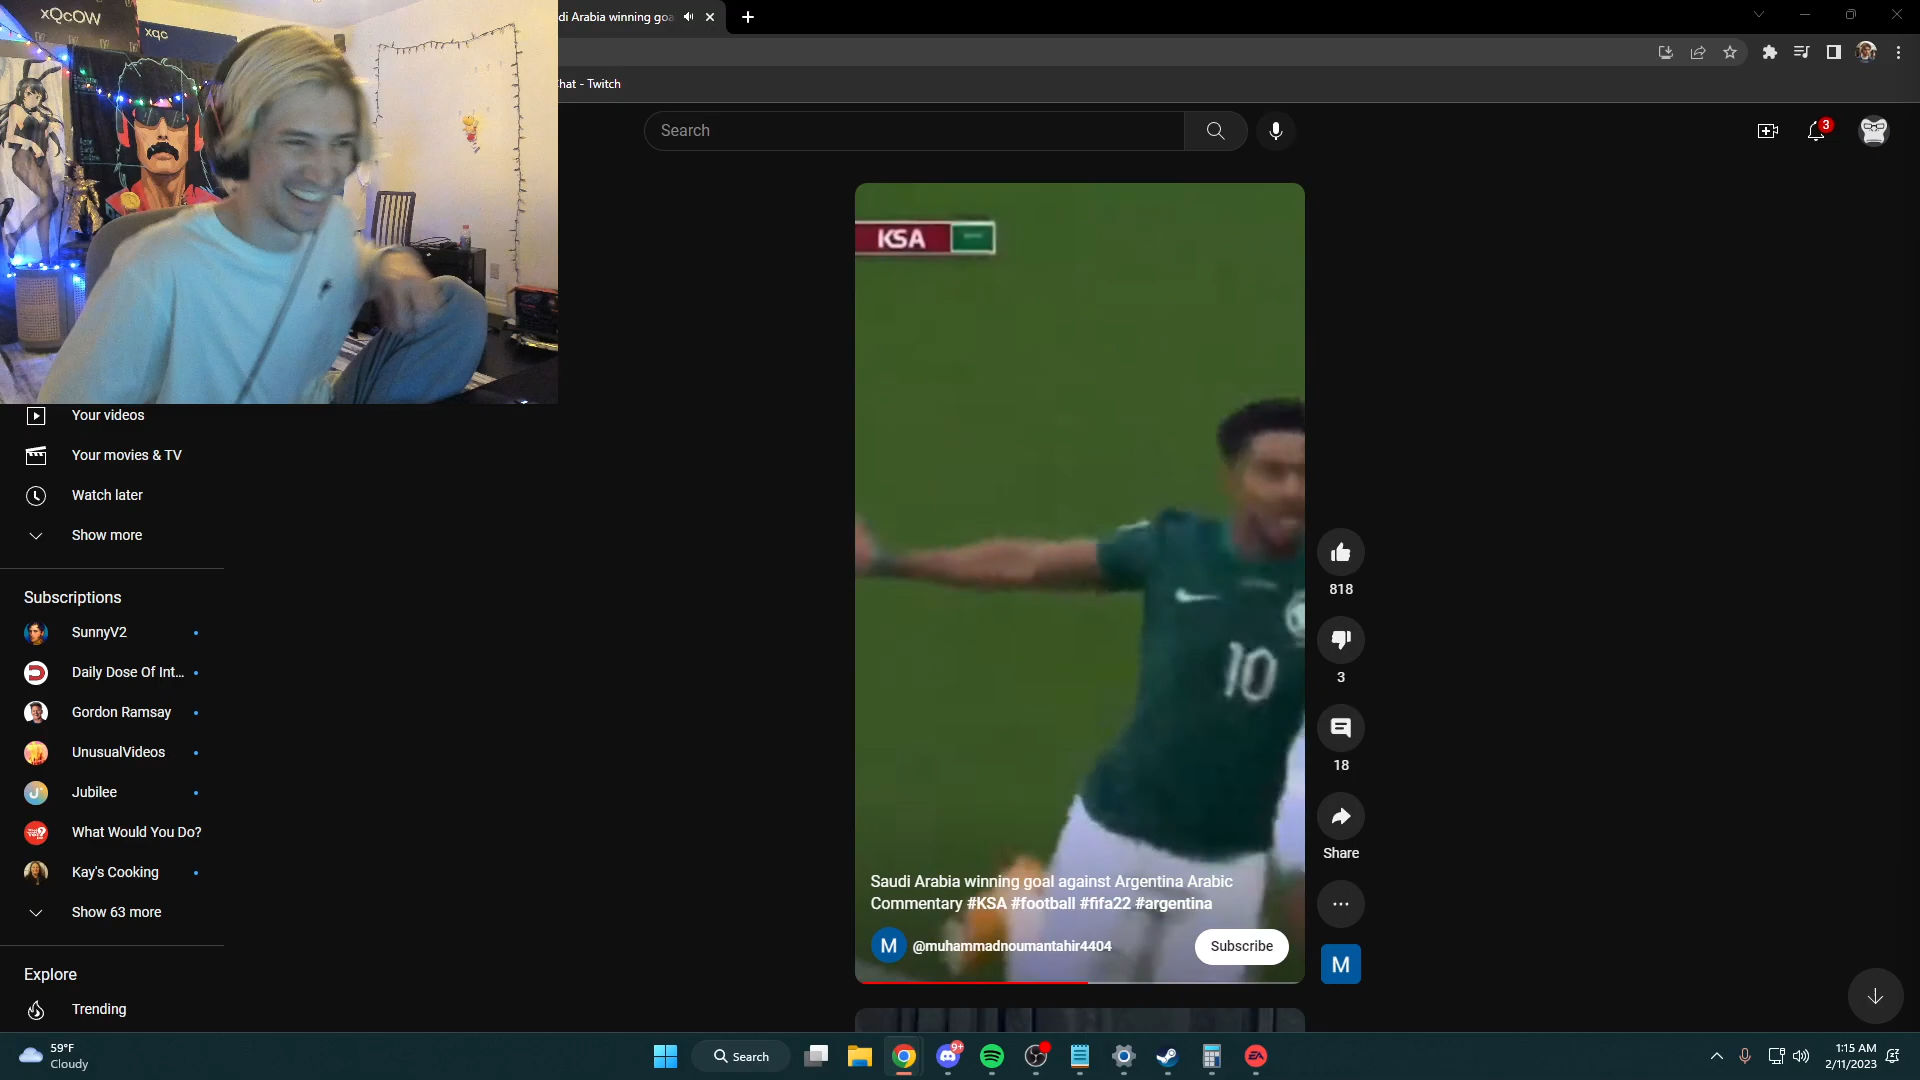 xQcOW
xqc
di Arabia winning goa
hat - Twitch
Search
3
KSA
10
818
3
18
Share
Saudi Arabia winning goal against Argentina Arabic
Commentary #KSA #football #fifa22 #argentina
M @muhammadnoumantahir4404 Subscribe
M
Your videos
Your movies & TV
Watch later
Show more
Subscriptions
SunnyV2
Daily Dose Of Int...
Gordon Ramsay
UnusualVideos
J Jubilee
What Would You Do?
Kay's Cooking
Show 63 more
Explore
Trending
59°F
Cloudy
Search
9+
EA
1:15 AM
2/11/2023